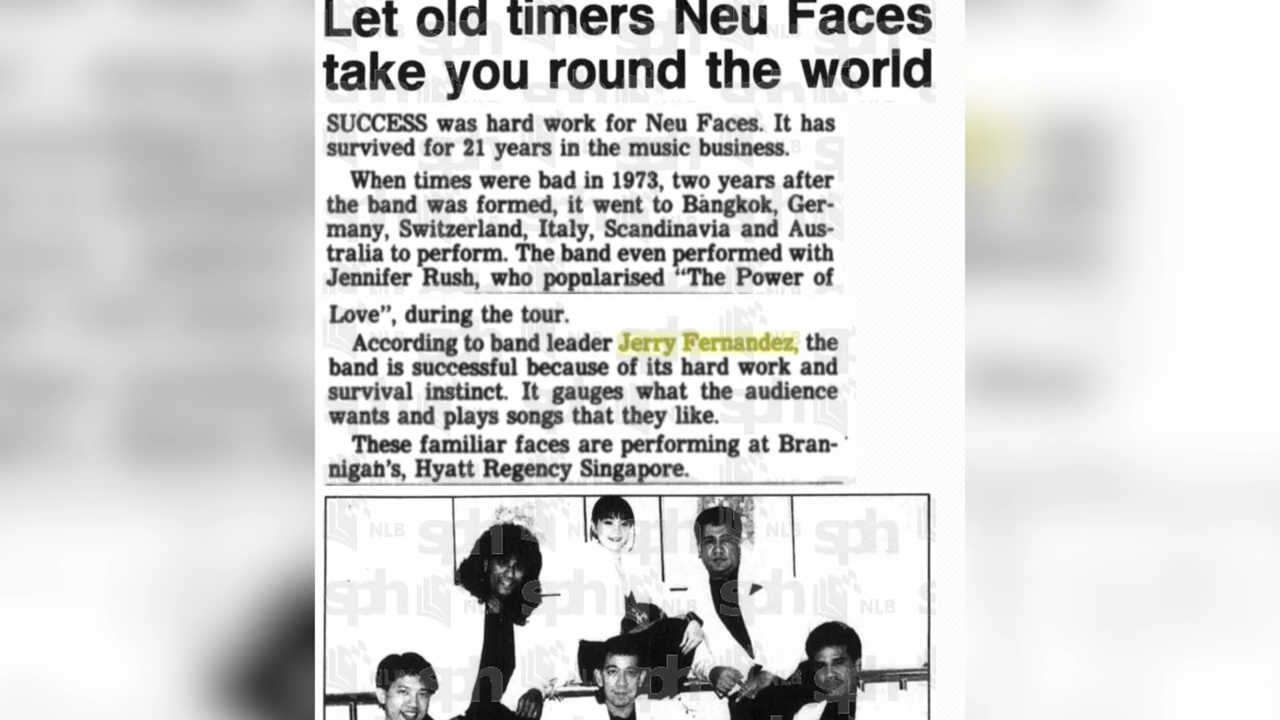 Let old timers Neu Faces
take you round the world
SUCCESS was hard work for Neu Faces. It has
survived for 21 years in the music business.
When times were bad in 1973, two years after
the band was formed, it went to Bangkok, Ger-
many, Switzerland, Italy, Scandinavia and Aus-
tralia to perform. The band even performed with
Jennifer Rush, who popularised “The Power of
Love”, during the tour.
According to band leader Jerry Fernandez, the
band is successful because of its hard work and
survival instinct. It gauges what the audience
wants and plays songs that they like.
These familiar faces are performing at Bran-
nigan's, Hyatt Regency Singapore.
sph NLB